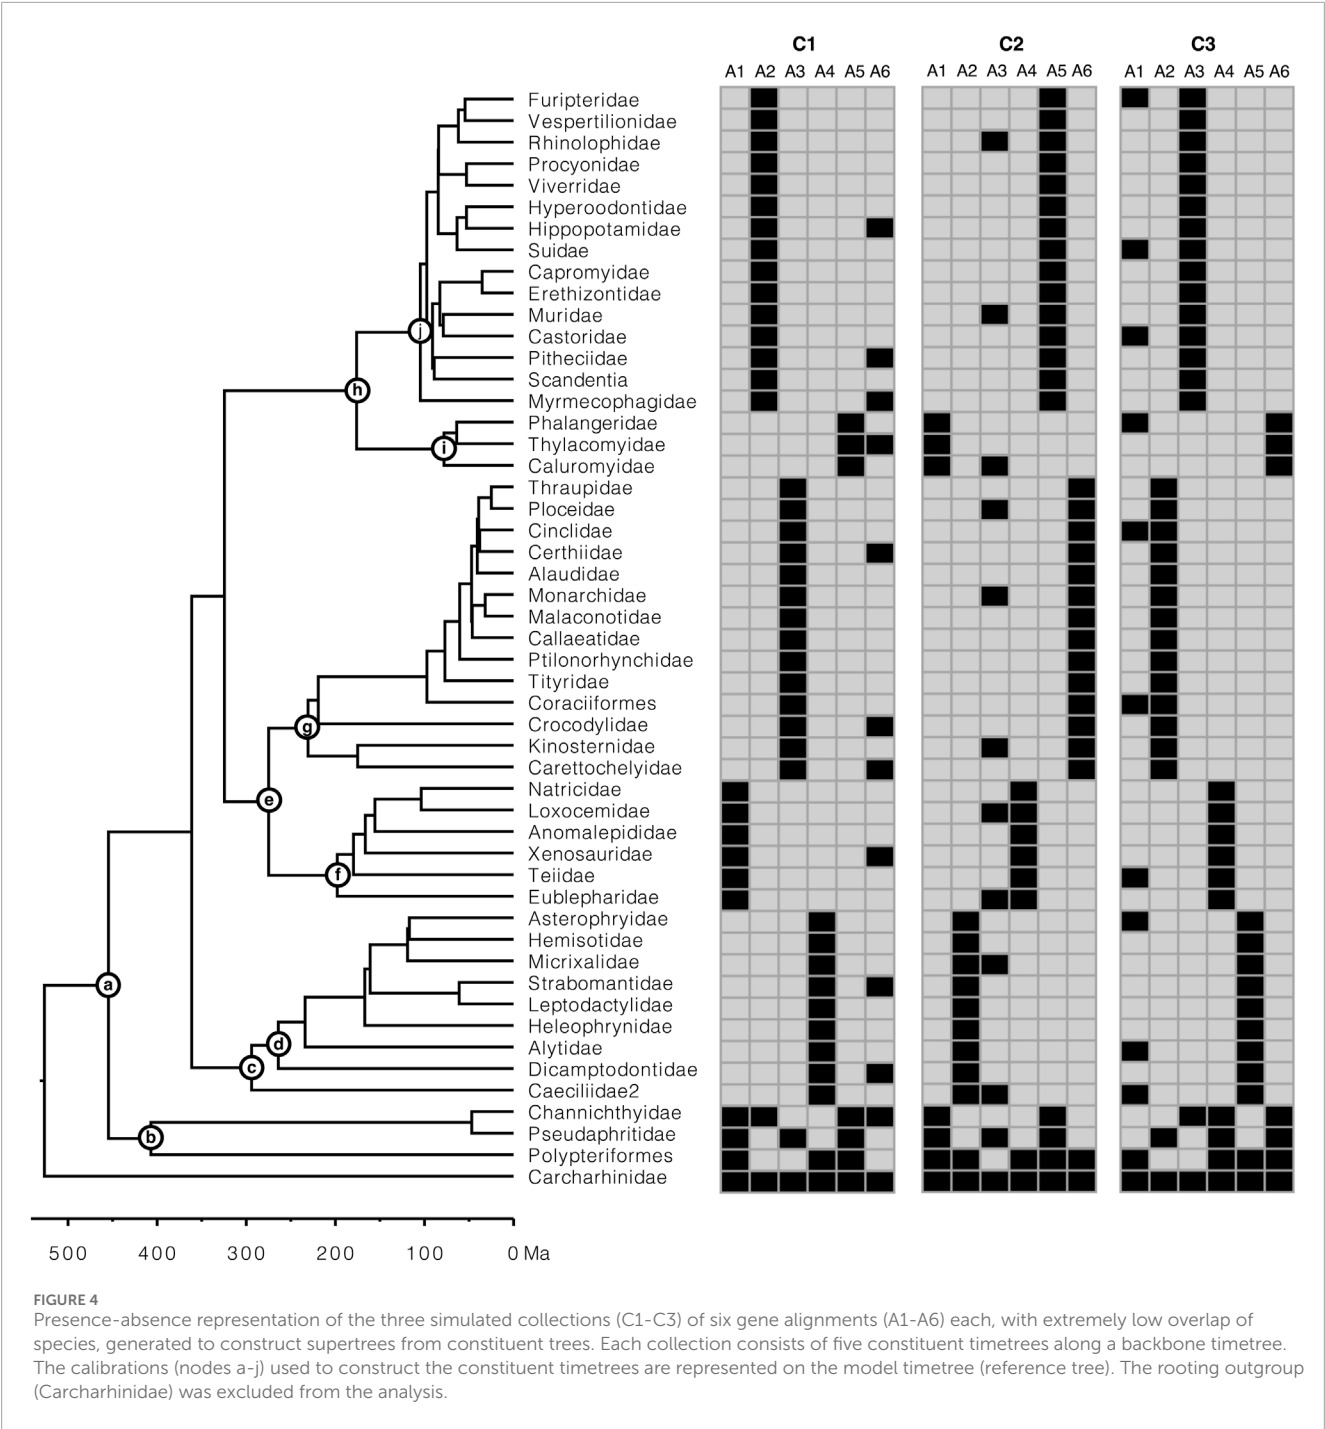 C1 C2 C3
A1 A2 A3 A4 A5 A6 A1 A2 A3 A4 A5 A6 A1 A2 A3 A4 A5 A6
Furipteridae
Vespertilionidae
Rhinolophidae
Procyonidae
Viverridae
Hyperoodontidae
Hippopotamidae
Suidae
Capromyidae
Erethizontidae
Muridae
j
Castoridae
Pitheciidae
Scandentia
h
Myrmecophagidae
Phalangeridae
i
Thylacomyidae
Caluromyidae
Thraupidae
Ploceidae
Cinclidae
Certhiidae
Alaudidae
Monarchidae
Malaconotidae
Callaeatidae
Ptilonorhynchidae
Tityridae
Coraciiformes
g
Crocodylidae
Kinosternidae
Carettochelyidae
Natricidae
e
Loxocemidae
Anomalepididae
Xenosauridae
f
Teiidae
Eublepharidae
Asterophryidae
Hemisotidae
Micrixalidae
a
Strabomantidae
Leptodactylidae
Heleophrynidae
d
Alytidae
c
Dicamptodontidae
Caeciliidae2
Channichthyidae
b
Pseudaphritidae
Polypteriformes
Carcharhinidae
500 400 300 200 100 0 Ma
FIGURE 4
Presence-absence representation of the three simulated collections (C1-C3) of six gene alignments (A1-A6) each, with extremely low overlap of
species, generated to construct supertrees from constituent trees. Each collection consists of five constituent timetrees along a backbone timetree.
The calibrations (nodes a-j) used to construct the constituent timetrees are represented on the model timetree (reference tree). The rooting outgroup
(Carcharhinidae) was excluded from the analysis.